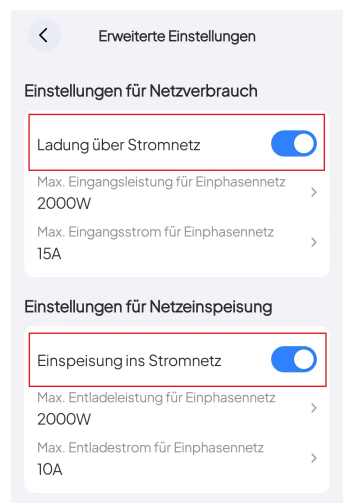 Erweiterte Einstellungen
Einstellungen für Netzverbrauch
Ladung über Stromnetz
Max. Eingangsleistung für Einphasennetz
2000W
Max. Eingangsstrom für Einphasennetz
15A
Einstellungen für Netzeinspeisung
Einspeisung ins Stromnetz
Max. Entladeleistung für Einphasennetz
2000W
Max. Entladestrom für Einphasennetz
10A